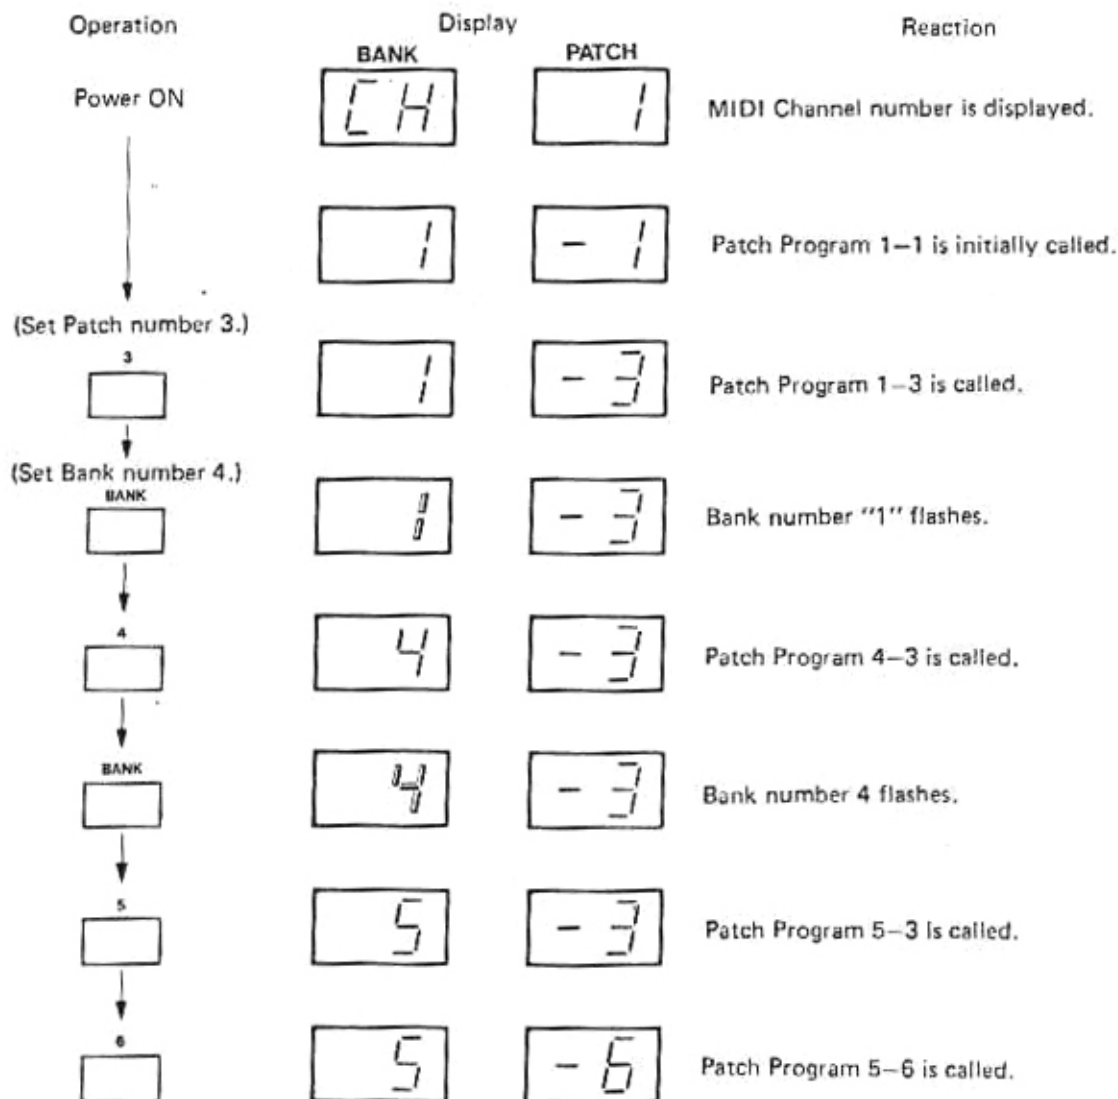 Operation Display Reaction
BANK PATCH
Power ON CH 1 MIDI Channel number is displayed.
1 - 1 Patch Program 1–1 is initially called.
(Set Patch number 3.)
3
1 - 3 Patch Program 1–3 is called.
(Set Bank number 4.)
BANK
1 - 3 Bank number "1" flashes.
4
4 - 3 Patch Program 4–3 is called.
BANK
4 - 3 Bank number 4 flashes.
5
5 - 3 Patch Program 5–3 is called.
6
5 - 6 Patch Program 5–6 is called.